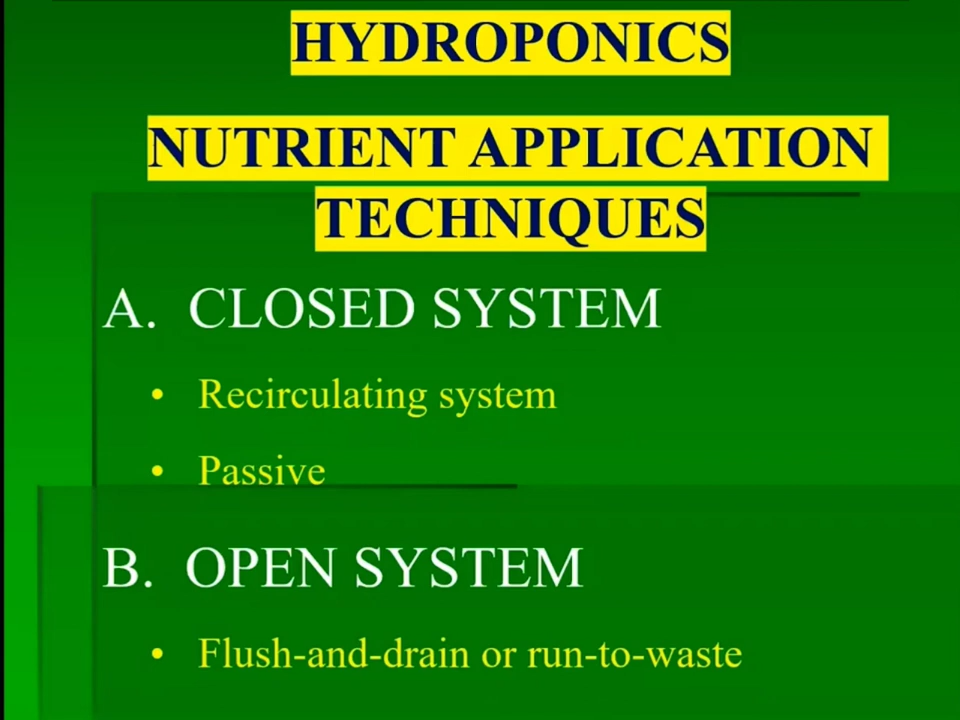 HYDROPONICS
NUTRIENT APPLICATION
TECHNIQUES
A. CLOSED SYSTEM
• Recirculating system
• Passive
B. OPEN SYSTEM
• Flush-and-drain or run-to-waste